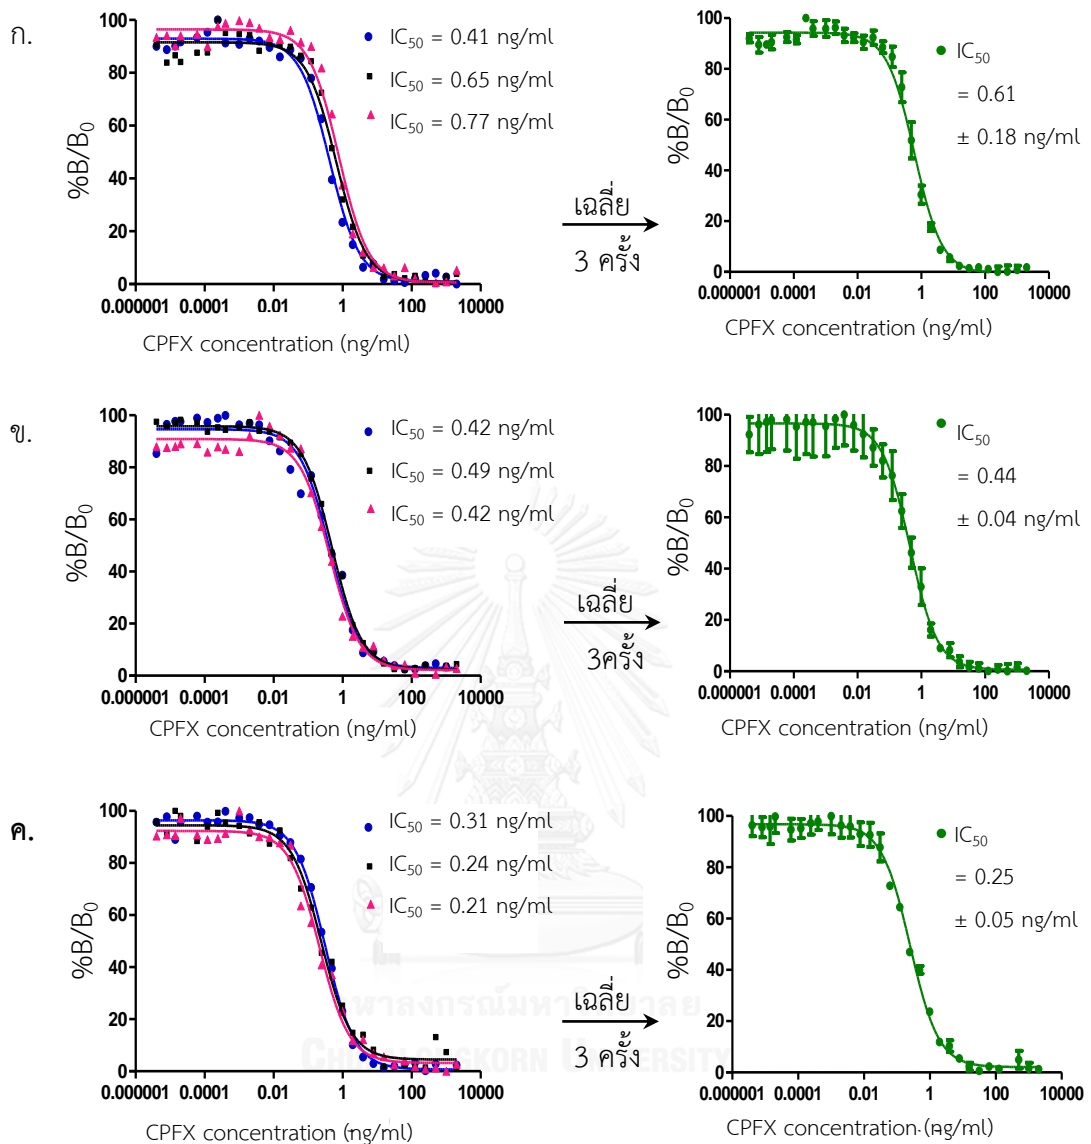 ก.
%B/B0
100
80
60
40
20
0
IC50 = 0.41 ng/ml
IC50 = 0.65 ng/ml
IC50 = 0.77 ng/ml
0.000001 0.0001 0.01 1 100 10000
CPFX concentration (ng/ml)
เฉลี่ย
3 ครั้ง
%B/B0
100
80
60
40
20
0
IC50
= 0.61
± 0.18 ng/ml
0.000001 0.0001 0.01 1 100 10000
CPFX concentration (ng/ml)
ข.
%B/B0
100
80
60
40
20
0
IC50 = 0.42 ng/ml
IC50 = 0.49 ng/ml
IC50 = 0.42 ng/ml
0.000001 0.0001 0.01 1 100 10000
CPFX concentration (ng/ml)
เฉลี่ย
3ครั้ง
%B/B0
100
80
60
40
20
0
IC50
= 0.44
± 0.04 ng/ml
0.000001 0.0001 0.01 1 100 10000
CPFX concentration (ng/ml)
ค.
%B/B0
100
80
60
40
20
0
IC50 = 0.31 ng/ml
IC50 = 0.24 ng/ml
IC50 = 0.21 ng/ml
0.000001 0.0001 0.01 1 100 10000
CPFX concentration (ng/ml)
เฉลี่ย
3 ครั้ง
%B/B0
100
80
60
40
20
0
IC50
= 0.25
± 0.05 ng/ml
0.000001 0.0001 0.01 1 100 10000
CPFX concentration (ng/ml)
UNIVERSITY